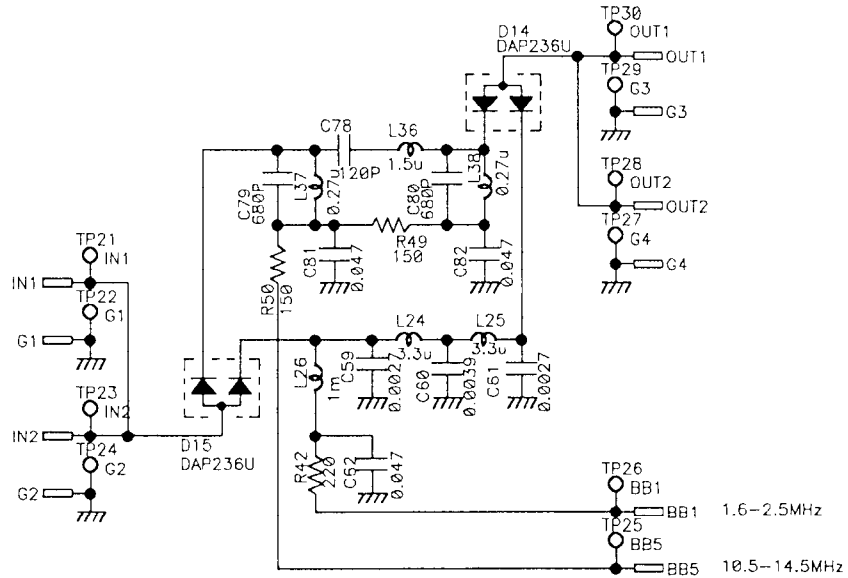 TP30
OUT1
D14
DAP236U
OUT1
TP29
G3
G3
C78
L36
120P
1.5u
C79
680P
L37
0.27u
C80
680P
L38
0.27u
TP28
OUT2
OUT2
TP27
G4
G4
R49
150
C81
0.047
C82
0.047
R50
150
TP21
IN1
IN1
TP22
G1
G1
L24
3.3u
L25
3.3u
L26
1m
C59
0.0027
C60
0.0039
C61
0.0027
TP23
IN2
IN2
TP24
G2
G2
D15
DAP236U
R42
220
C62
0.047
TP26
BB1
BB1 1.6-2.5MHz
TP25
BB5
BB5 10.5-14.5MHz